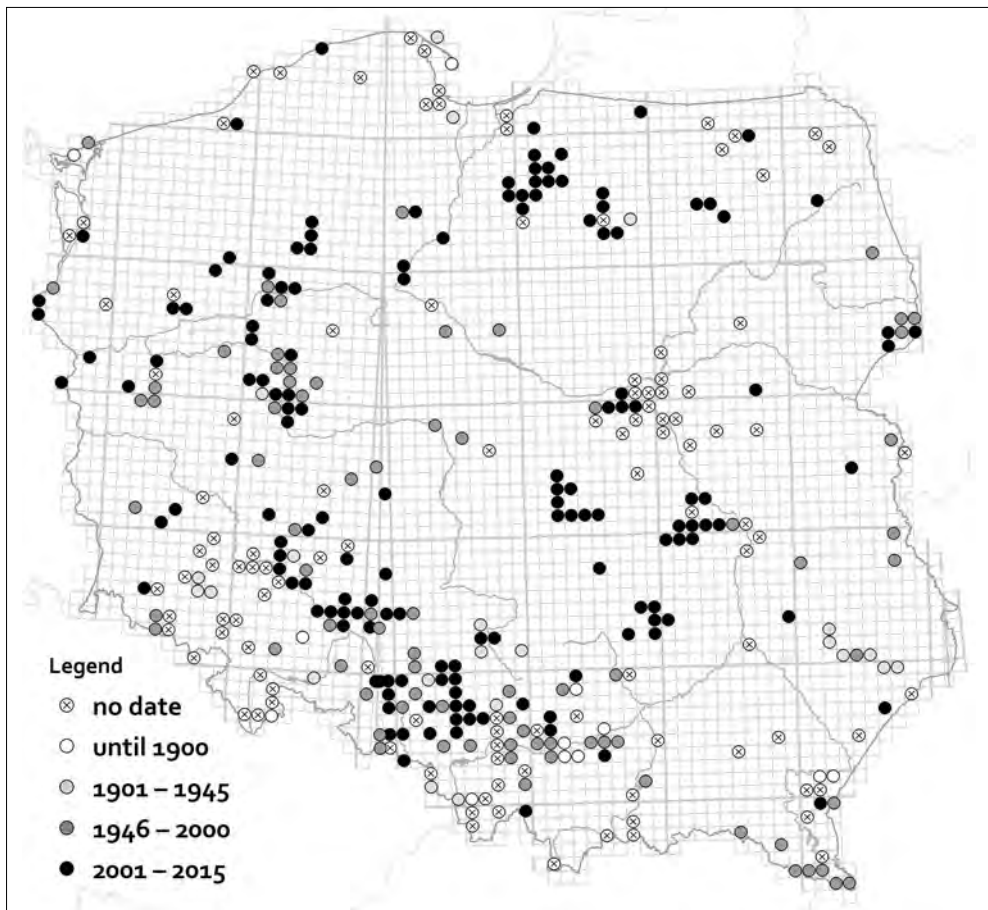 Legend
no date
until 1900
1901 – 1945
1946 – 2000
2001 – 2015